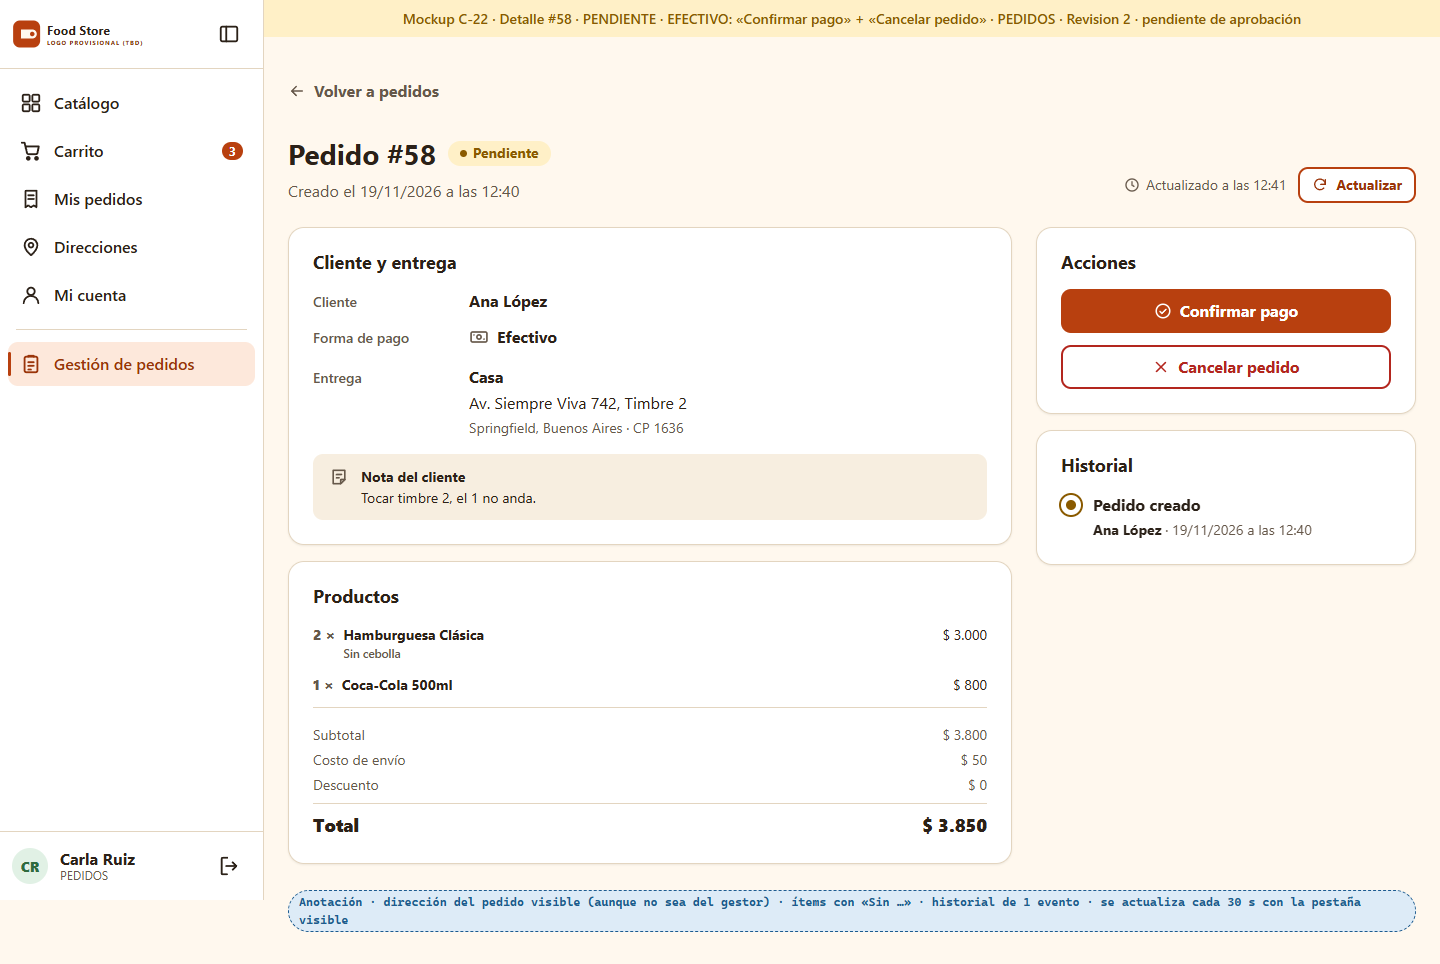 Mockup C-22 · Detalle #58 · PENDIENTE · EFECTIVO: «Confirmar pago» + «Cancelar pedido» · PEDIDOS · Revision 2 · pendiente de aprobación
Food Store
LOGO PROVISIONAL (TBD)
Catálogo
Carrito
3
Mis pedidos
Direcciones
Mi cuenta
Gestión de pedidos
CR
Carla Ruiz
PEDIDOS
Volver a pedidos
Pedido #58
Pendiente
Creado el 19/11/2026 a las 12:40
Actualizado a las 12:41
Actualizar
Cliente y entrega
Cliente
Ana López
Forma de pago
Efectivo
Entrega
Casa
Av. Siempre Viva 742, Timbre 2
Springfield, Buenos Aires · CP 1636
Nota del cliente
Tocar timbre 2, el 1 no anda.
Productos
2 × Hamburguesa Clásica $ 3.000
Sin cebolla
1 × Coca-Cola 500ml $ 800
Subtotal $ 3.800
Costo de envío $ 50
Descuento $ 0
Total $ 3.850
Acciones
Confirmar pago
Cancelar pedido
Historial
Pedido creado
Ana López · 19/11/2026 a las 12:40
Anotación · dirección del pedido visible (aunque no sea del gestor) · ítems con «Sin …» · historial de 1 evento · se actualiza cada 30 s con la pestaña
visible